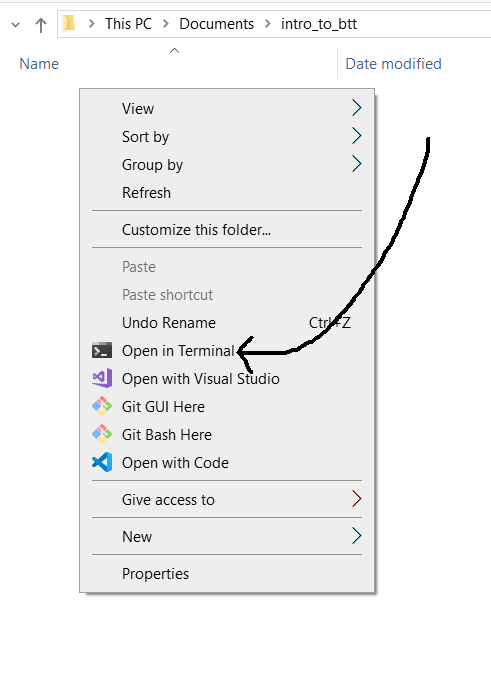 This PC > Documents > intro_to_btt
Name Date modified
View
Sort by
Group by
Refresh
Customize this folder...
Paste
Paste shortcut
Undo Rename Ctrl+Z
Open in Terminal
Open with Visual Studio
Git GUI Here
Git Bash Here
Open with Code
Give access to
New
Properties